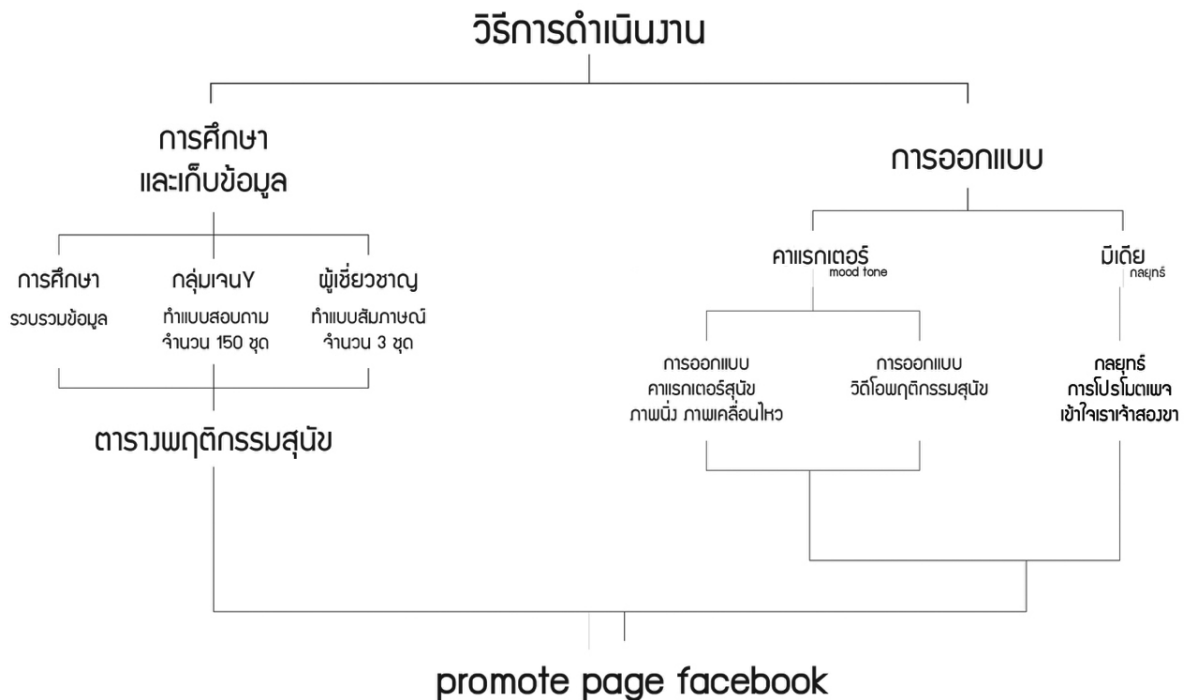 วิธีการดำเนินงาน
การศึกษา
และเก็บข้อมูล
การออกแบบ
การศึกษา
รวบรวมข้อมูล
กลุ่มเจนY
ทำแบบสอบถาม
จำนวน 150 ชุด
ผู้เชี่ยวชาญ
ทำแบบสัมภาษณ์
จำนวน 3 ชุด
ตารางพฤติกรรมสุนัข
คาแรกเตอร์
mood tone
มีเดีย
กลยุทธ์
การออกแบบ
คาแรกเตอร์สุนัข
ภาพนิ่ง ภาพเคลื่อนไหว
การออกแบบ
วิดีโอพฤติกรรมสุนัข
กลยุทธ์
การโปรโมตเพจ
เข้าใจเราเจ้าสองขา
promote page facebook